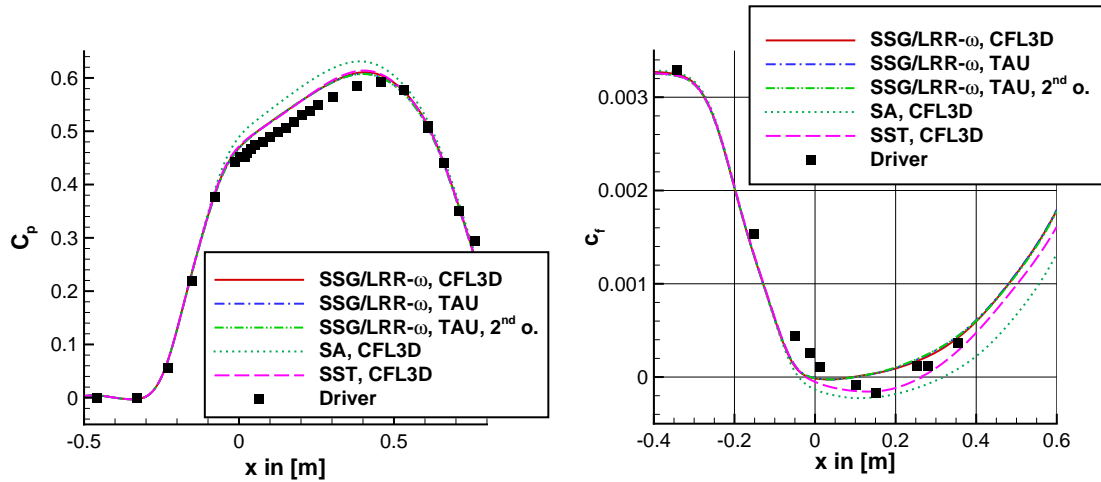 C_p
0.6
0.5
0.4
0.3
0.2
0.1
0
-0.5
0
0.5
x in [m]
SSG/LRR-ω, CFL3D
SSG/LRR-ω, TAU
SSG/LRR-ω, TAU, 2nd o.
SA, CFL3D
SST, CFL3D
Driver
SSG/LRR-ω, CFL3D
SSG/LRR-ω, TAU
SSG/LRR-ω, TAU, 2nd o.
SA, CFL3D
SST, CFL3D
Driver
c_f
0.003
0.002
0.001
0
-0.4
-0.2
0
0.2
0.4
0.6
x in [m]